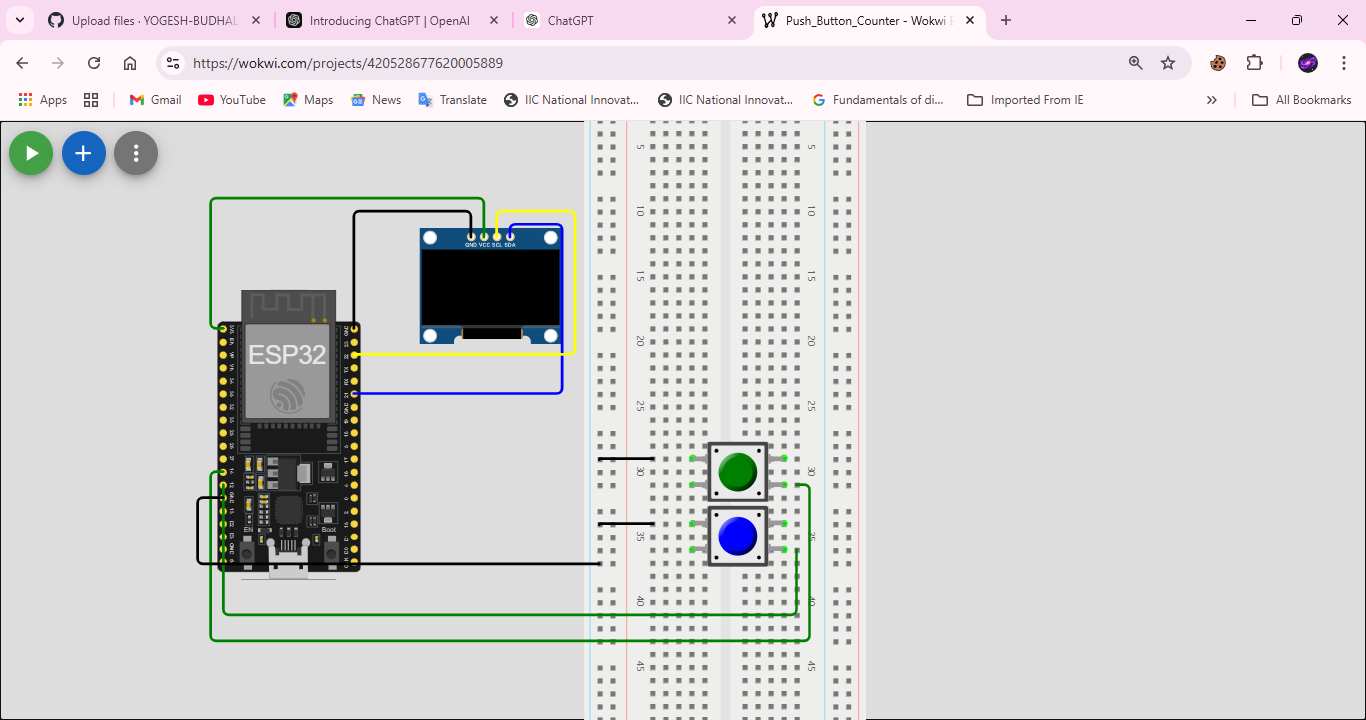 Upload files · YOGESH-BUDHAL
Introducing ChatGPT | OpenAI
ChatGPT
Push_Button_Counter - Wokwi E
https://wokwi.com/projects/420528677620005889
Apps
Gmail
YouTube
Maps
News
Translate
IIC National Innovat...
IIC National Innovat...
Fundamentals of di...
Imported From IE
All Bookmarks
5 5
10 10
GND VCC SCL SDA
15 15
20 20
ESP32
25 25
30 30
EN
Boot
35 35
40 40
45 45